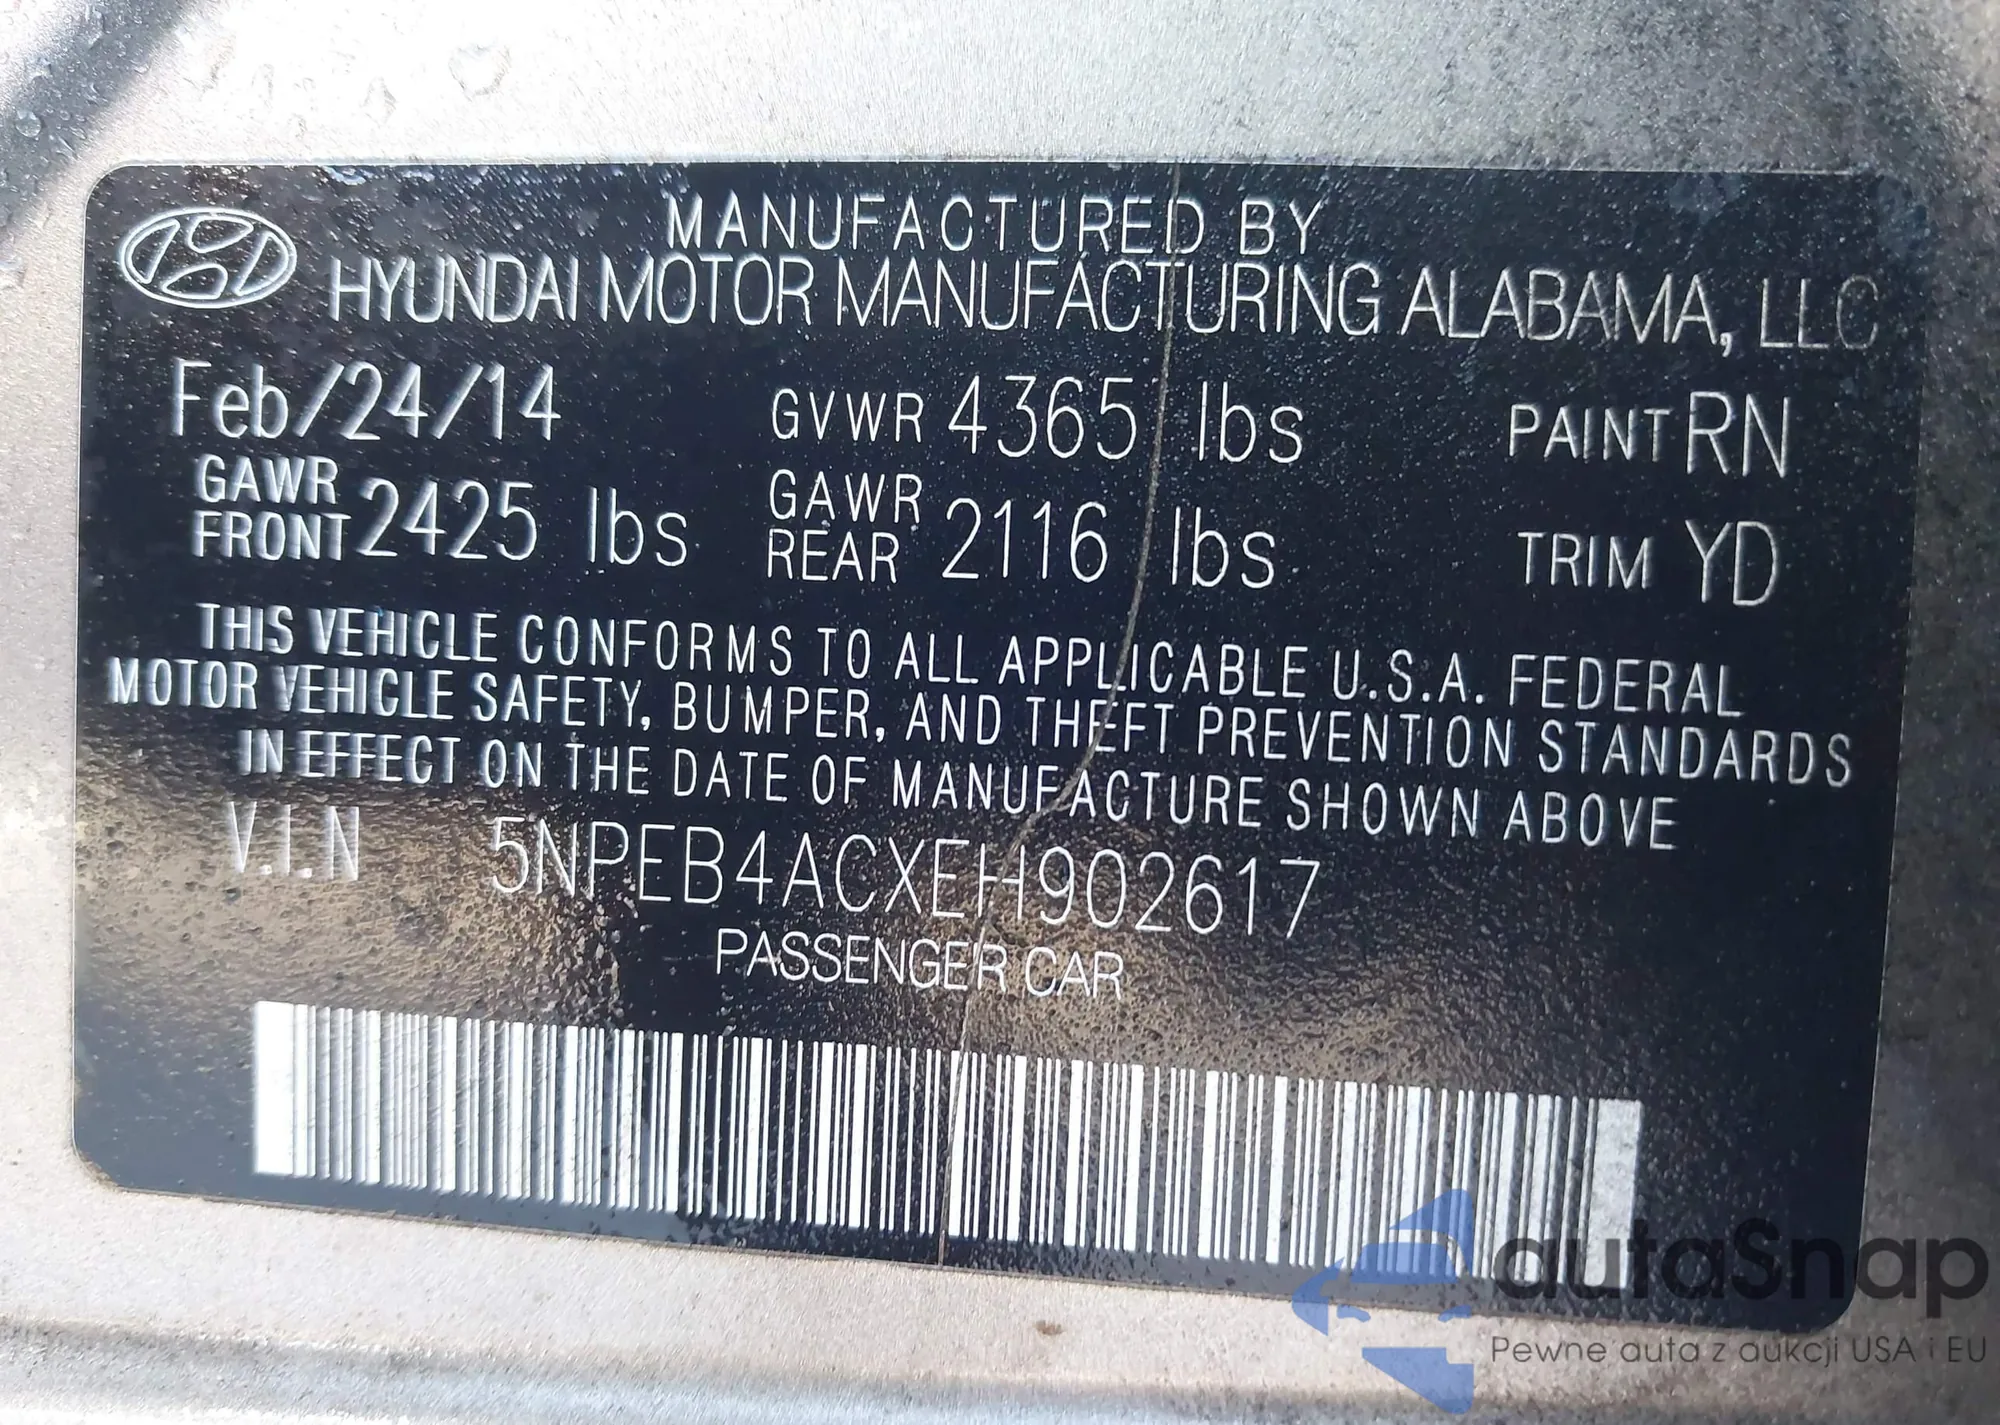 MANUFACTURED BY
HYUNDAI MOTOR MANUFACTURING ALABAMA, LLC
Feb/24/14 GVWR 4365 lbs PAINT RN
GAWR FRONT 2425 lbs GAWR REAR 2116 lbs TRIM YD
THIS VEHICLE CONFORMS TO ALL APPLICABLE U.S.A. FEDERAL
MOTOR VEHICLE SAFETY, BUMPER, AND THEFT PREVENTION STANDARDS
IN EFFECT ON THE DATE OF MANUFACTURE SHOWN ABOVE
V.I.N 5NPEB4ACXEH902617
PASSENGER CAR
autaSnap
Pewne auta z aukcji USA i EU